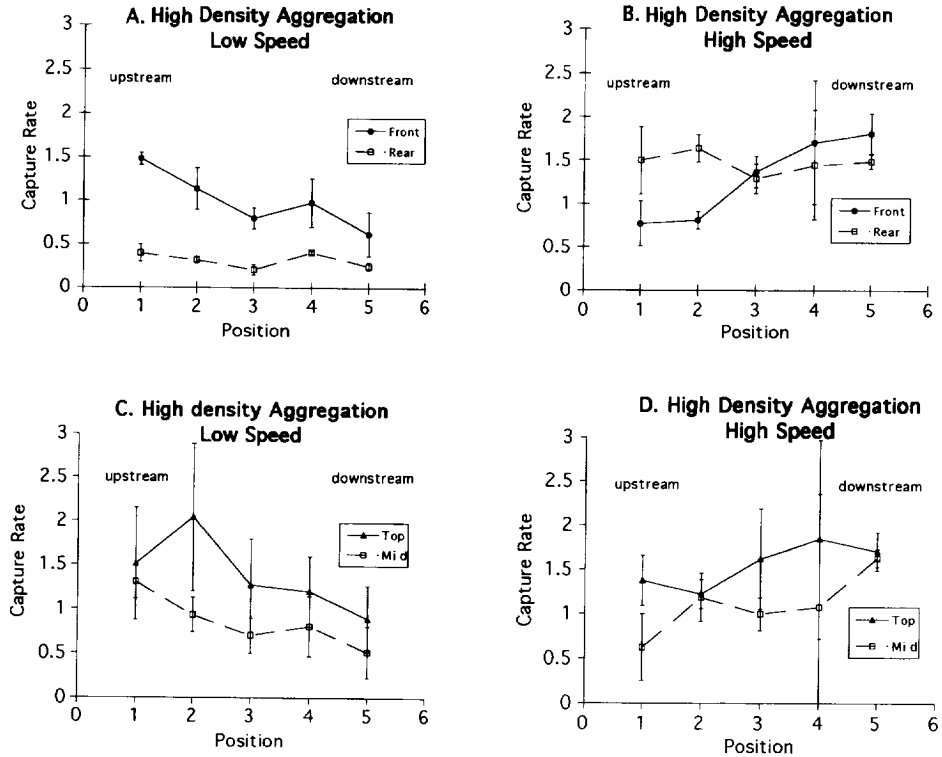 A. High Density Aggregation
Low Speed
3
2.5
2
1.5
1
0.5
0
Capture Rate
upstream
downstream
Front
Rear
0 1 2 3 4 5 6
Position
B. High Density Aggregation
High Speed
3
2.5
2
1.5
1
0.5
0
Capture Rate
upstream
downstream
Front
Rear
0 1 2 3 4 5 6
Position
C. High density Aggregation
Low Speed
3
2.5
2
1.5
1
0.5
0
Capture Rate
upstream
downstream
Top
Mid
0 1 2 3 4 5 6
Position
D. High Density Aggregation
High Speed
3
2.5
2
1.5
1
0.5
0
Capture Rate
upstream
downstream
Top
Mid
0 1 2 3 4 5 6
Position